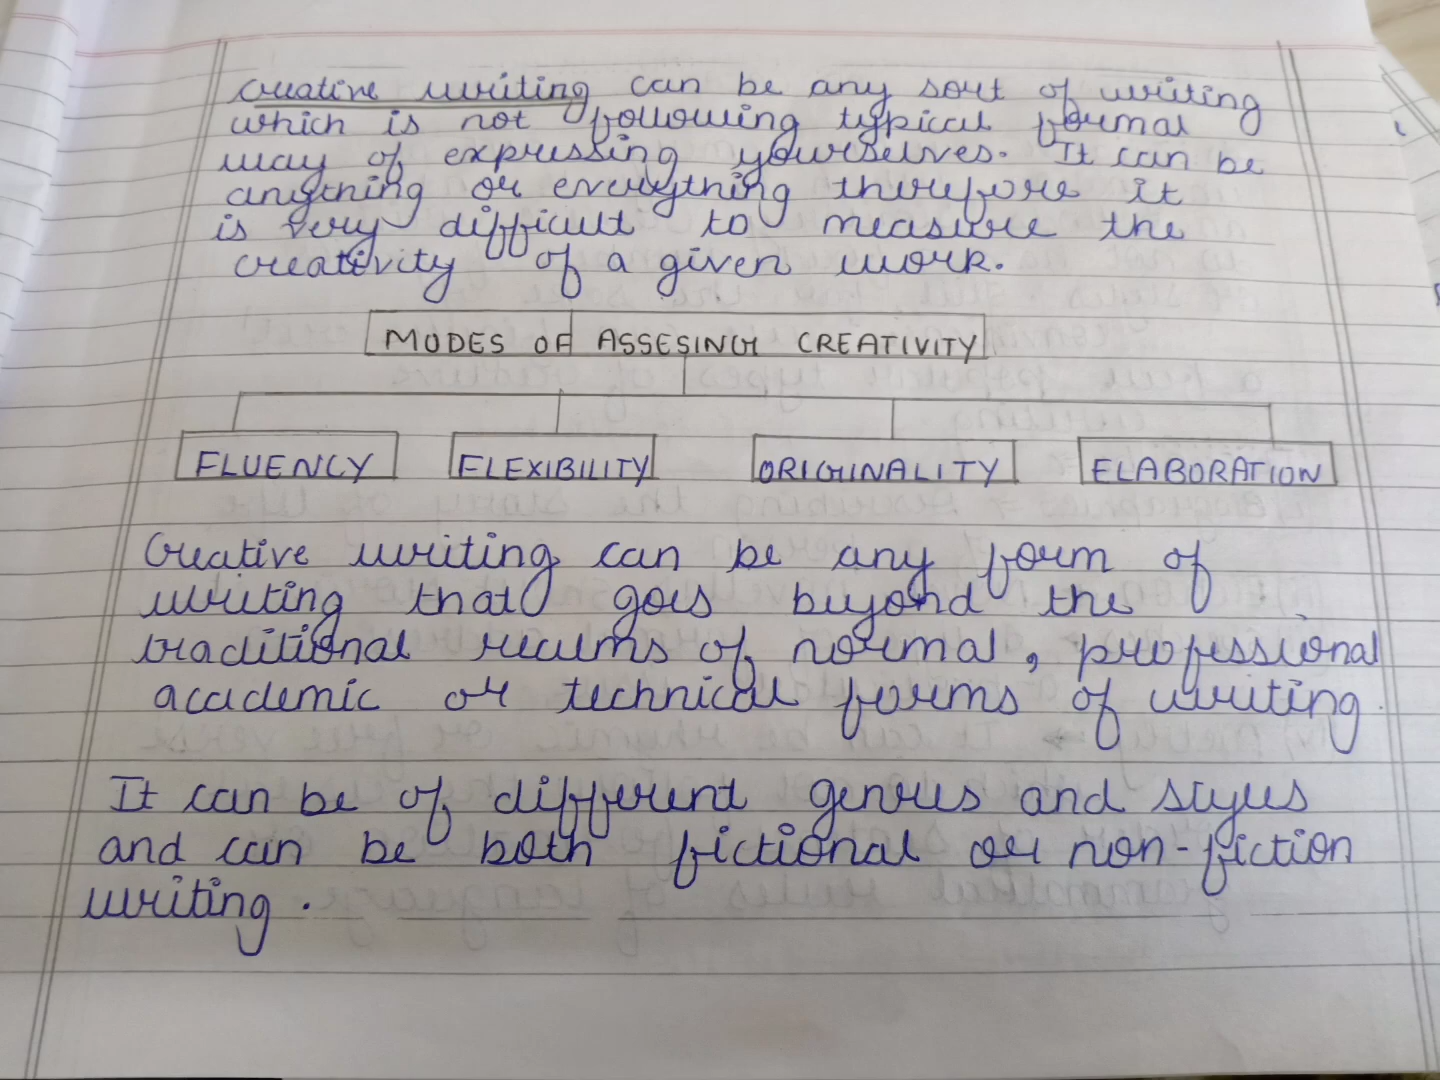 creative writing can be any sort of writing
which is not following typical formal
way of expressing yourselves. It can be
anything or everything therefore it
is very difficult to measure the
creativity of a given work.
MODES OF ASSESING CREATIVITY
FLUENCY FLEXIBILITY ORIGINALITY ELABORATION
Creative writing can be any form of
writing that goes beyond the
traditional realms of normal, professional
academic or technical forms of writing.
It can be of different genres and styles
and can be both fictional or non-fiction
writing.